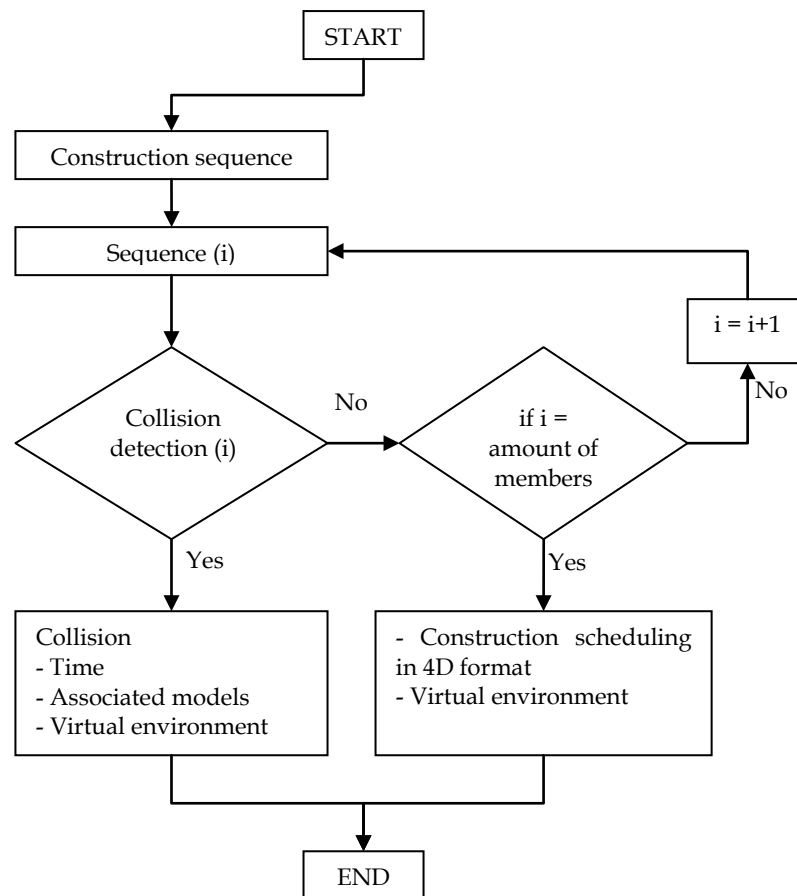 START
Construction sequence
Sequence (i)
i = i+1
No
Collision
detection (i)
No
if i =
amount of
members
Yes
Yes
Collision
- Time
- Associated models
- Virtual environment
- Construction scheduling
in 4D format
- Virtual environment
END